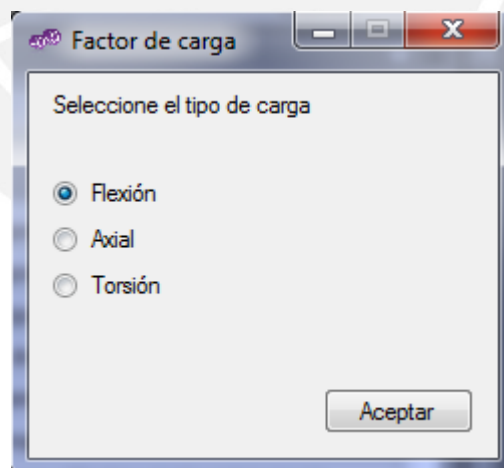 Factor de carga
Seleccione el tipo de carga
Flexión
Axial
Torsión
Aceptar